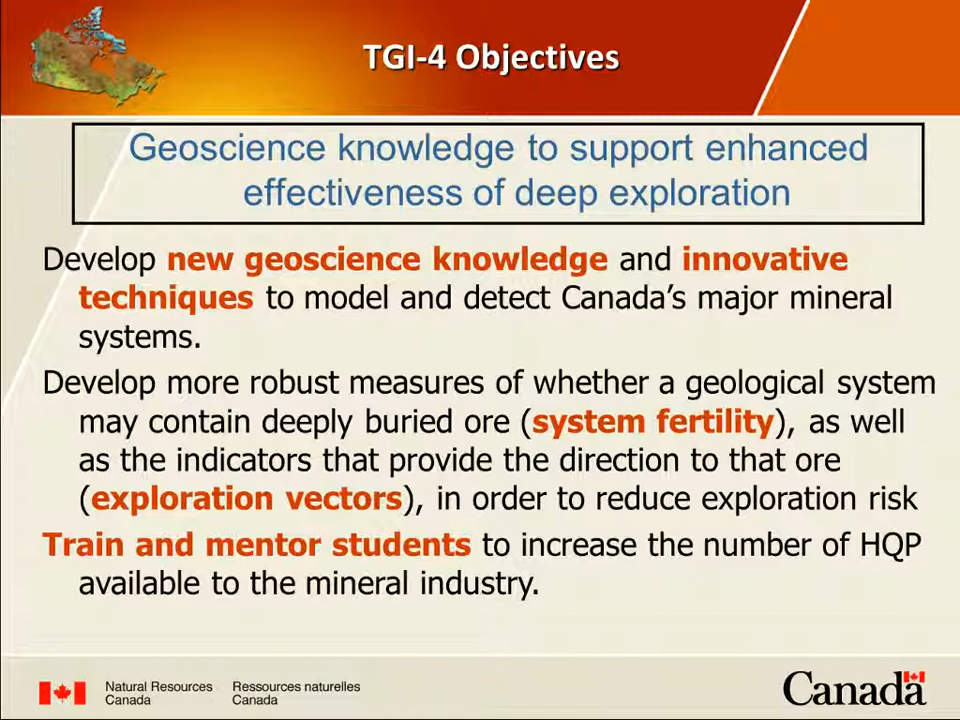 TGI-4 Objectives
Geoscience knowledge to support enhanced
effectiveness of deep exploration
Develop new geoscience knowledge and innovative
techniques to model and detect Canada's major mineral
systems.
Develop more robust measures of whether a geological system
may contain deeply buried ore (system fertility), as well
as the indicators that provide the direction to that ore
(exploration vectors), in order to reduce exploration risk
Train and mentor students to increase the number of HQP
available to the mineral industry.
Natural Resources Ressources naturelles
Canada Canada
Canada